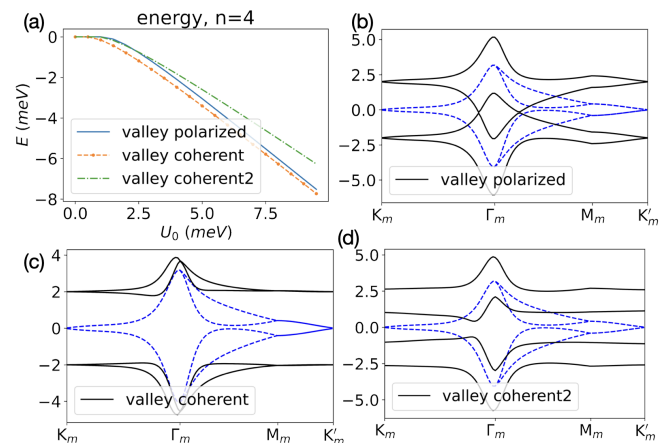 (a)
energy, n=4
0
−2
−4
−6
−8
E (meV)
valley polarized
valley coherent
valley coherent2
0.0 2.5 5.0 7.5
U₀ (meV)
(b)
5.0
2.5
0.0
−2.5
−5.0
valley polarized
Kₘ Γₘ Mₘ K′ₘ
(c)
4
2
0
−2
−4
valley coherent
Kₘ Γₘ Mₘ K′ₘ
(d)
5.0
2.5
0.0
−2.5
−5.0
valley coherent2
Kₘ Γₘ Mₘ K′ₘ